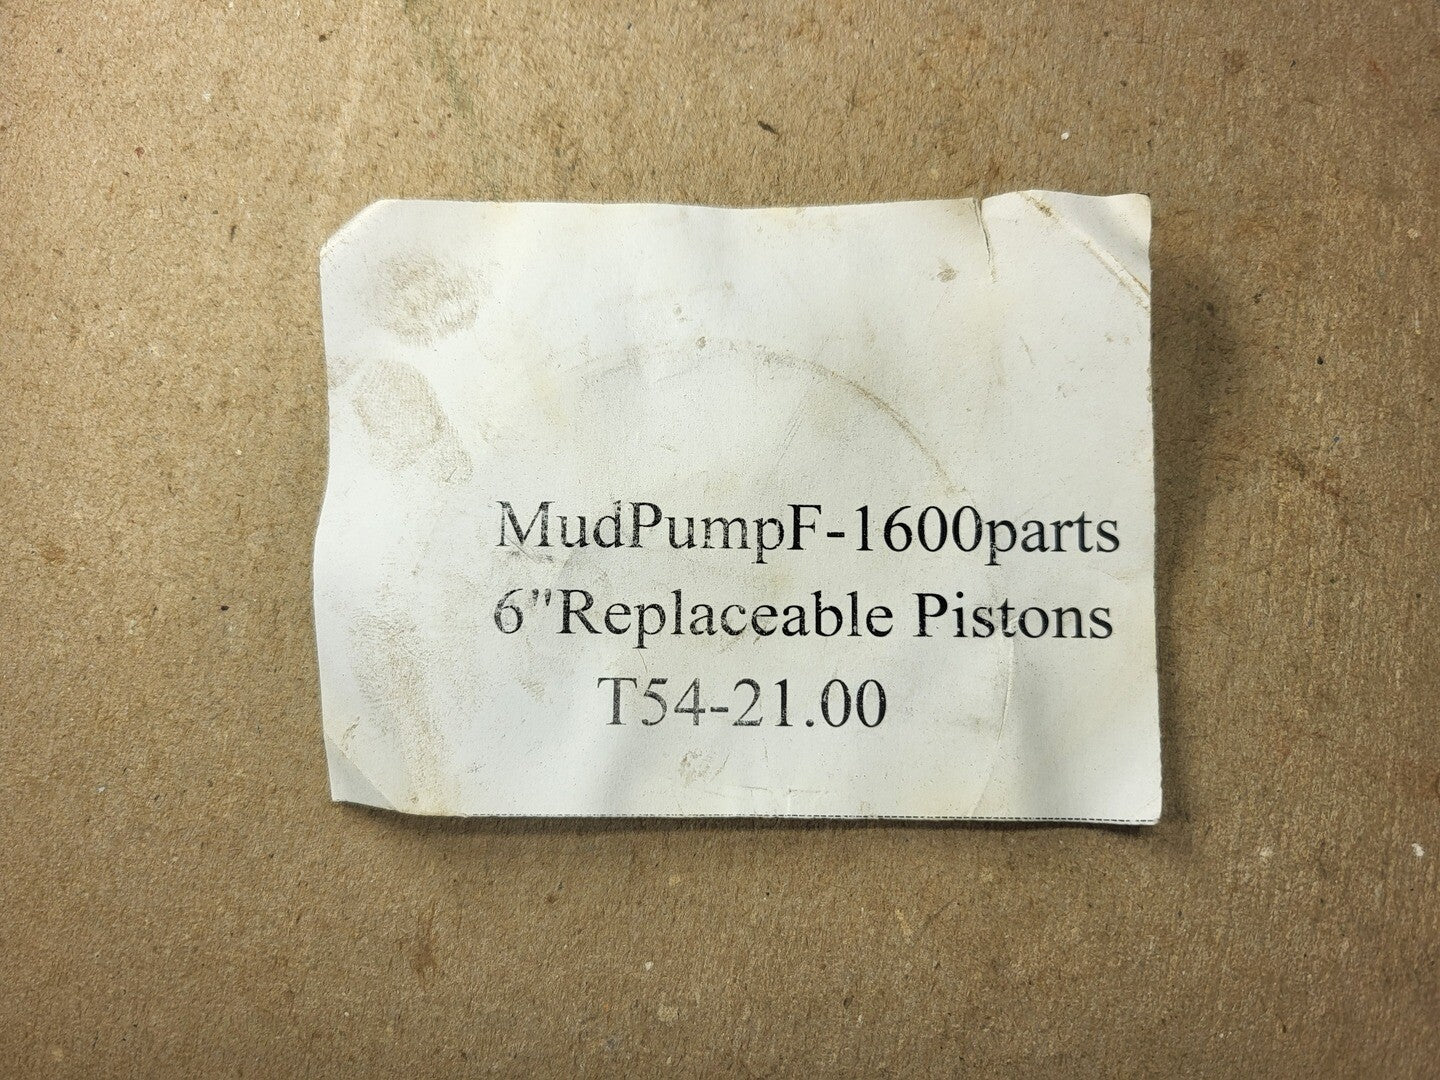 MudPumpF-1600parts
6"Replaceable Pistons
T54-21.00